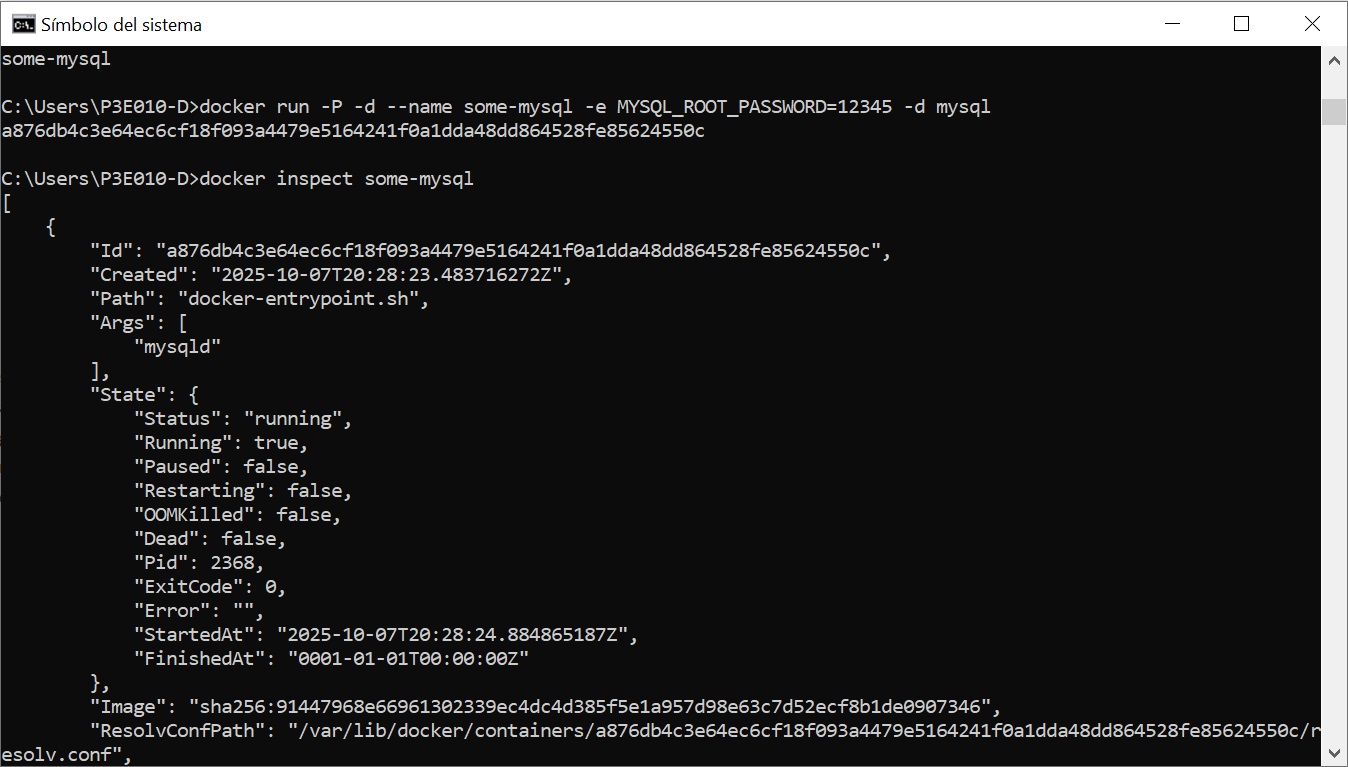 Símbolo del sistema
some-mysql
C:\Users\P3E010-D>docker run -P -d --name some-mysql -e MYSQL_ROOT_PASSWORD=12345 -d mysql
a876db4c3e64ec6cf18f093a4479e5164241f0a1dda48dd864528fe85624550c
C:\Users\P3E010-D>docker inspect some-mysql
[
    {
        "Id": "a876db4c3e64ec6cf18f093a4479e5164241f0a1dda48dd864528fe85624550c",
        "Created": "2025-10-07T20:28:23.483716272Z",
        "Path": "docker-entrypoint.sh",
        "Args": [
            "mysqld"
        ],
        "State": {
            "Status": "running",
            "Running": true,
            "Paused": false,
            "Restarting": false,
            "OOMKilled": false,
            "Dead": false,
            "Pid": 2368,
            "ExitCode": 0,
            "Error": "",
            "StartedAt": "2025-10-07T20:28:24.884865187Z",
            "FinishedAt": "0001-01-01T00:00:00Z"
        },
        "Image": "sha256:91447968e66961302339ec4dc4d385f5e1a957d98e63c7d52ecf8b1de0907346",
        "ResolvConfPath": "/var/lib/docker/containers/a876db4c3e64ec6cf18f093a4479e5164241f0a1dda48dd864528fe85624550c/r
esolv.conf",